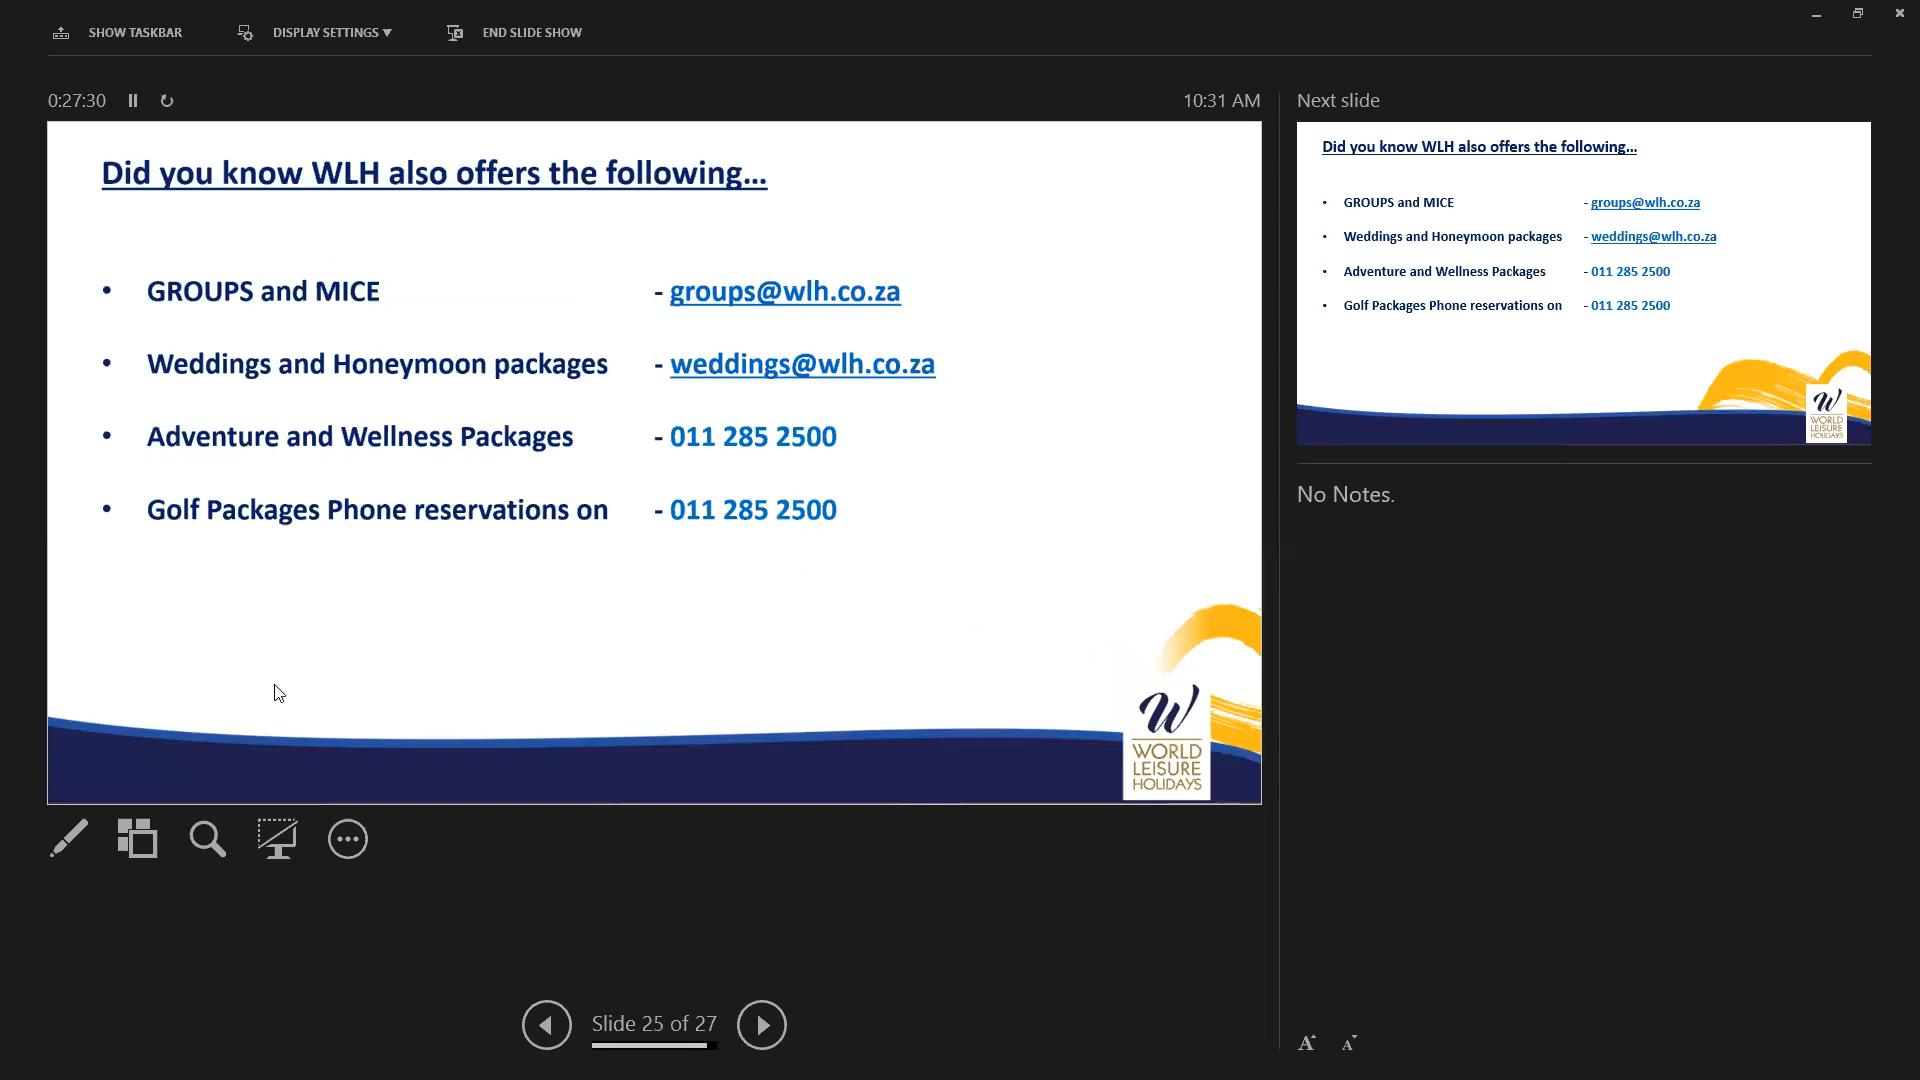 SHOW TASKBAR DISPLAY SETTINGS ▼ END SLIDE SHOW
0:27:30 10:31 AM
Did you know WLH also offers the following...
• GROUPS and MICE - groups@wlh.co.za
• Weddings and Honeymoon packages - weddings@wlh.co.za
• Adventure and Wellness Packages - 011 285 2500
• Golf Packages Phone reservations on - 011 285 2500
W
WORLD
LEISURE
HOLIDAYS
Slide 25 of 27
Next slide
Did you know WLH also offers the following...
• GROUPS and MICE - groups@wlh.co.za
• Weddings and Honeymoon packages - weddings@wlh.co.za
• Adventure and Wellness Packages - 011 285 2500
• Golf Packages Phone reservations on - 011 285 2500
W
WORLD
LEISURE
HOLIDAYS
No Notes.
A A